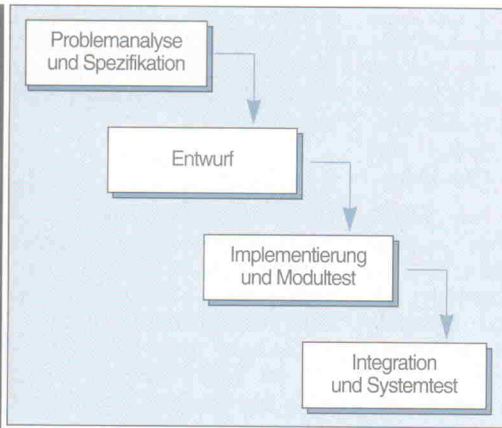 Problemanalyse
und Spezifikation
Entwurf
Implementierung
und Modultest
Integration
und Systemtest